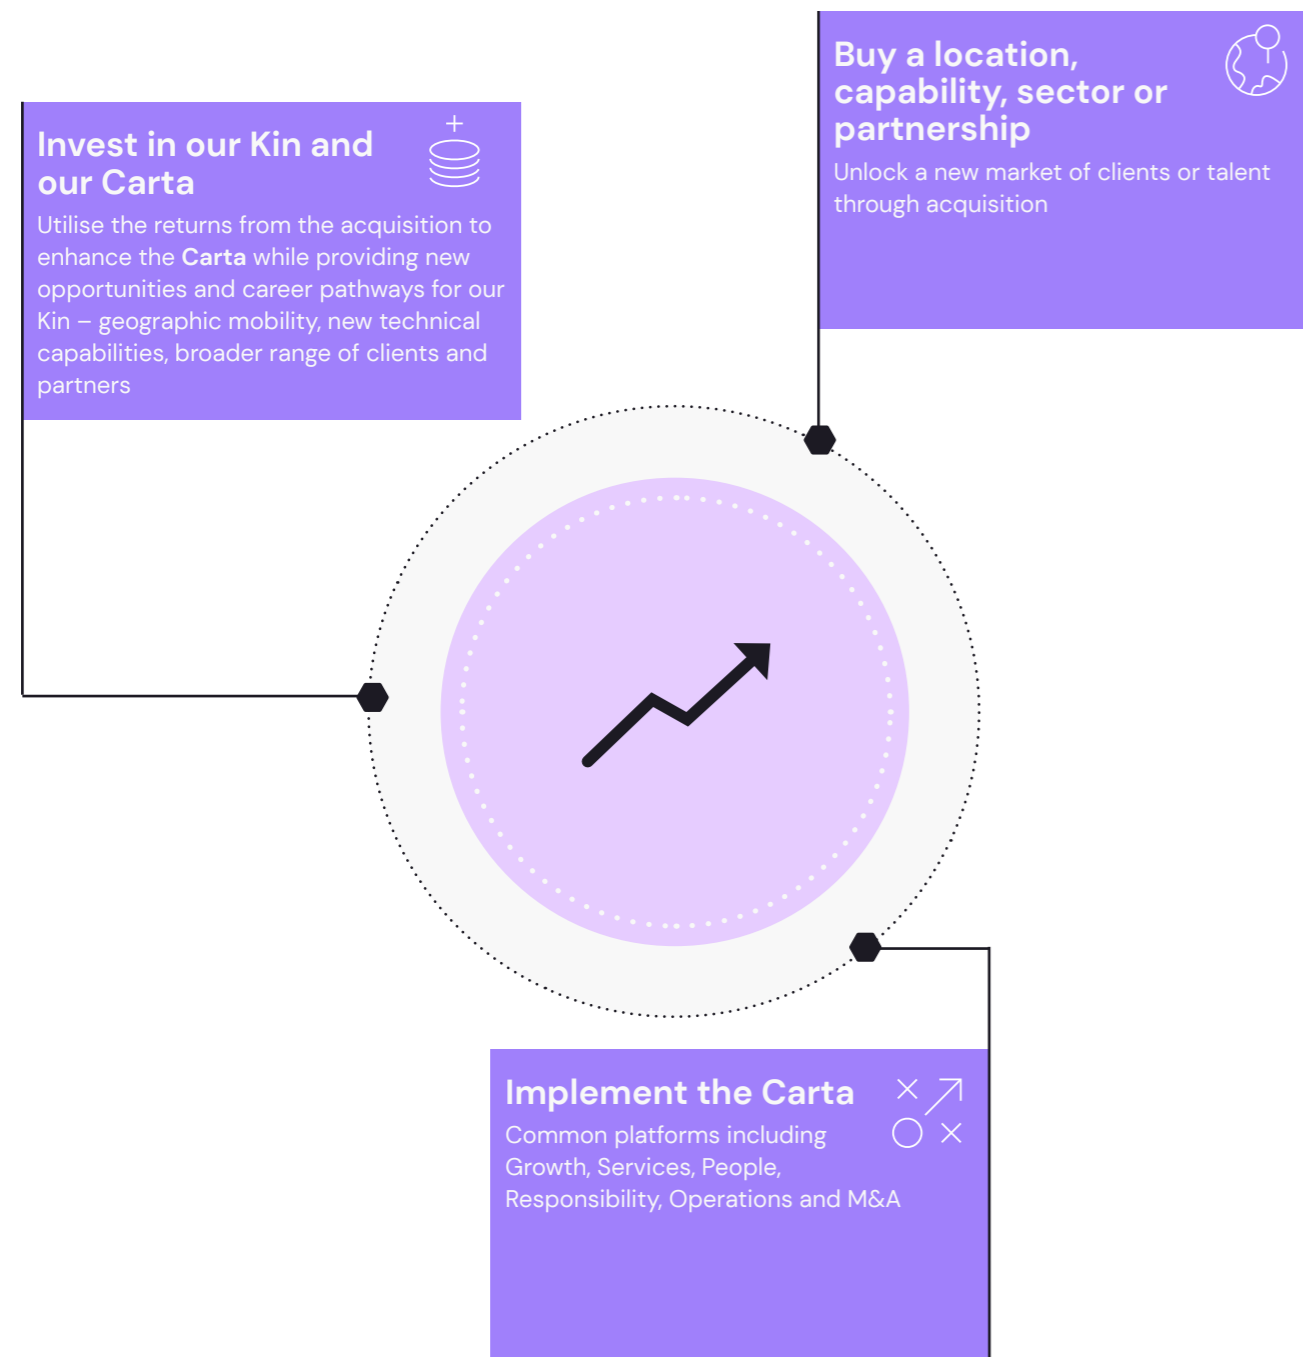 Invest in our Kin and
our Carta
Utilise the returns from the acquisition to
enhance the Carta while providing new
opportunities and career pathways for our
Kin – geographic mobility, new technical
capabilities, broader range of clients and
partners
Buy a location,
capability, sector or
partnership
Unlock a new market of clients or talent
through acquisition
Implement the Carta
Common platforms including
Growth, Services, People,
Responsibility, Operations and M&A